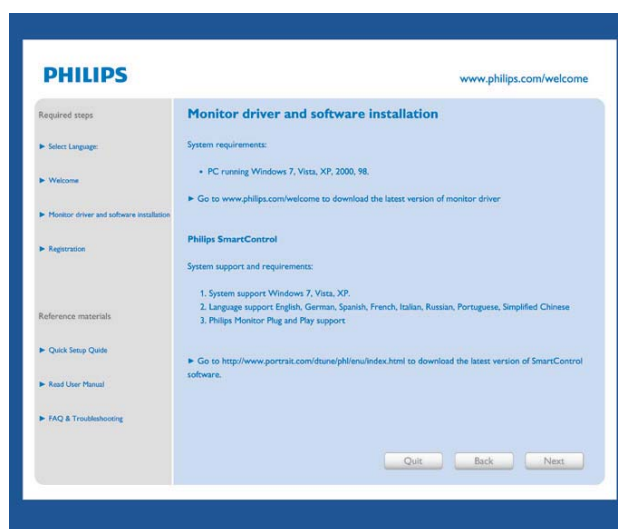 PHILIPS
www.philips.com/welcome
Required steps
► Select Language:
► Welcome
► Monitor driver and software installation
► Registration
Reference materials
► Quick Setup Quide
► Read User Manual
► FAQ & Troubleshooting
Monitor driver and software installation
System requirements:
• PC running Windows 7, Vista, XP, 2000, 98.
► Go to www.philips.com/welcome to download the latest version of monitor driver
Philips SmartControl
System support and requirements:
1. System support Windows 7, Vista, XP.
2. Language support English, German, Spanish, French, Italian, Russian, Portuguese, Simplified Chinese
3. Philips Monitor Plug and Play support
► Go to http://www.portrait.com/dtune/phl/enu/index.html to download the latest version of SmartControl
software.
Quit
Back
Next